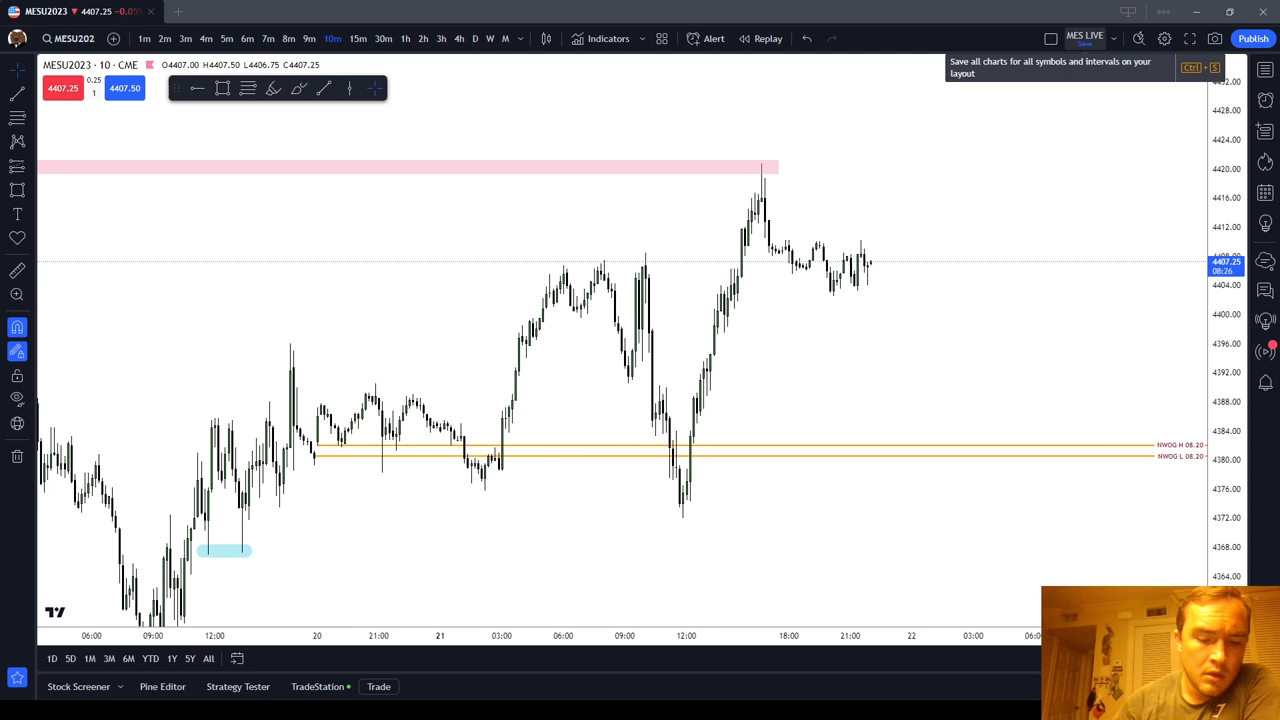 MESU2023 ▼ 4407.25 −0.05%
MESU202 1m 2m 3m 4m 5m 6m 7m 8m 9m 10m 15m 30m 1h 2h 3h 4h D W M Indicators Alert Replay MES LIVE Save Publish
MESU2023 · 10 · CME O4407.00 H4407.50 L4406.75 C4407.25
Save all charts for all symbols and intervals on your layout Ctrl + S
4407.25 0.25 1 4407.50
4432.00
4428.00
4424.00
4420.00
4416.00
4412.00
4407.25
08:26
4404.00
4400.00
4396.00
4392.00
4388.00
4384.00
NWOG H 08.20
NWOG L 08.20
4380.00
4376.00
4372.00
4368.00
4364.00
06:00 09:00 12:00 20 21:00 21 03:00 06:00 09:00 12:00 18:00 21:00 22 03:00
1D 5D 1M 3M 6M YTD 1Y 5Y All
Stock Screener Pine Editor Strategy Tester TradeStation Trade